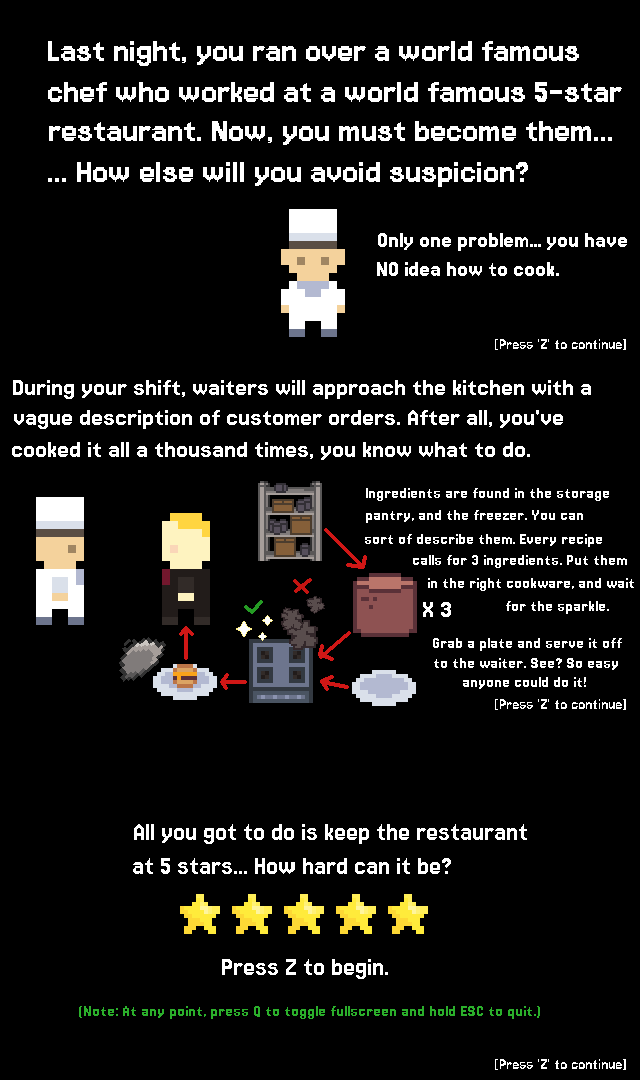 Last night, you ran over a world famous
chef who worked at a world famous 5-star
restaurant. Now, you must become them...
... How else will you avoid suspicion?
Only one problem... you have
NO idea how to cook.
[Press 'Z' to continue]
During your shift, waiters will approach the kitchen with a
vague description of customer orders. After all, you've
cooked it all a thousand times, you know what to do.
Ingredients are found in the storage
pantry, and the freezer. You can
sort of describe them. Every recipe
calls for 3 ingredients. Put them
in the right cookware, and wait
for the sparkle.
X 3
Grab a plate and serve it off
to the waiter. See? So easy
anyone could do it!
[Press 'Z' to continue]
All you got to do is keep the restaurant
at 5 stars... How hard can it be?
Press Z to begin.
(Note: At any point, press Q to toggle fullscreen and hold ESC to quit.)
[Press 'Z' to continue]